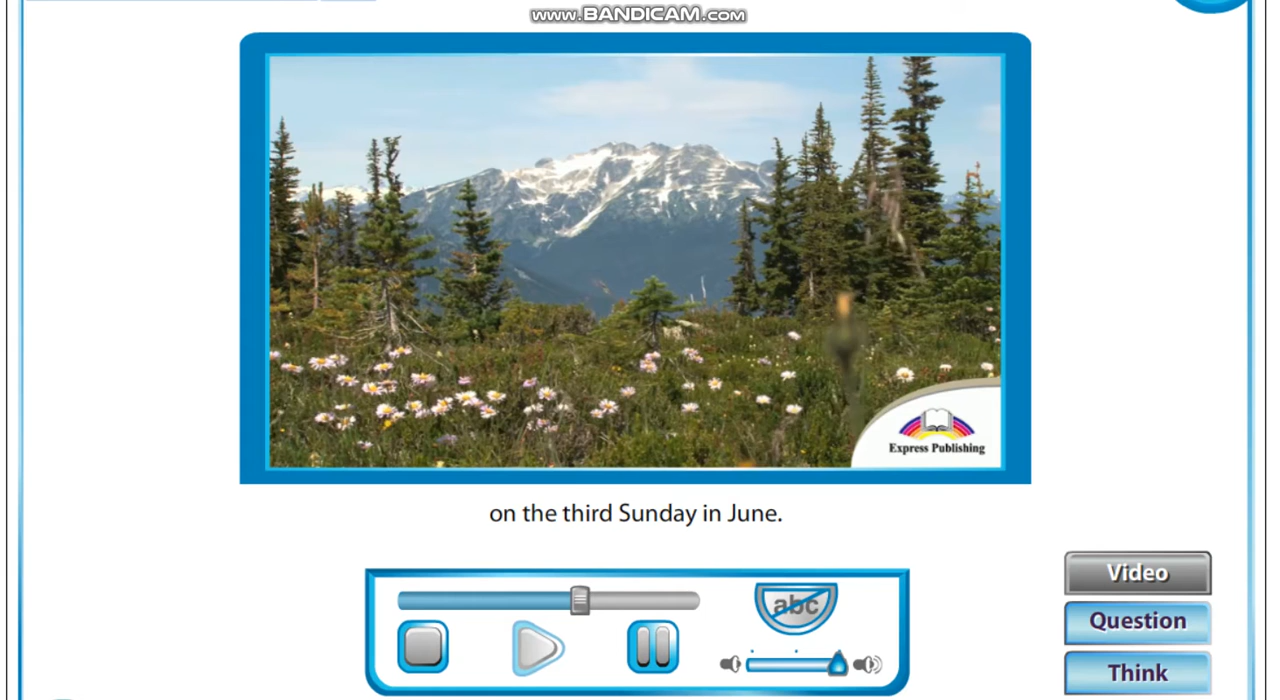 www.BANDICAM.com
Express Publishing
on the third Sunday in June.
abc
Video
Question
Think